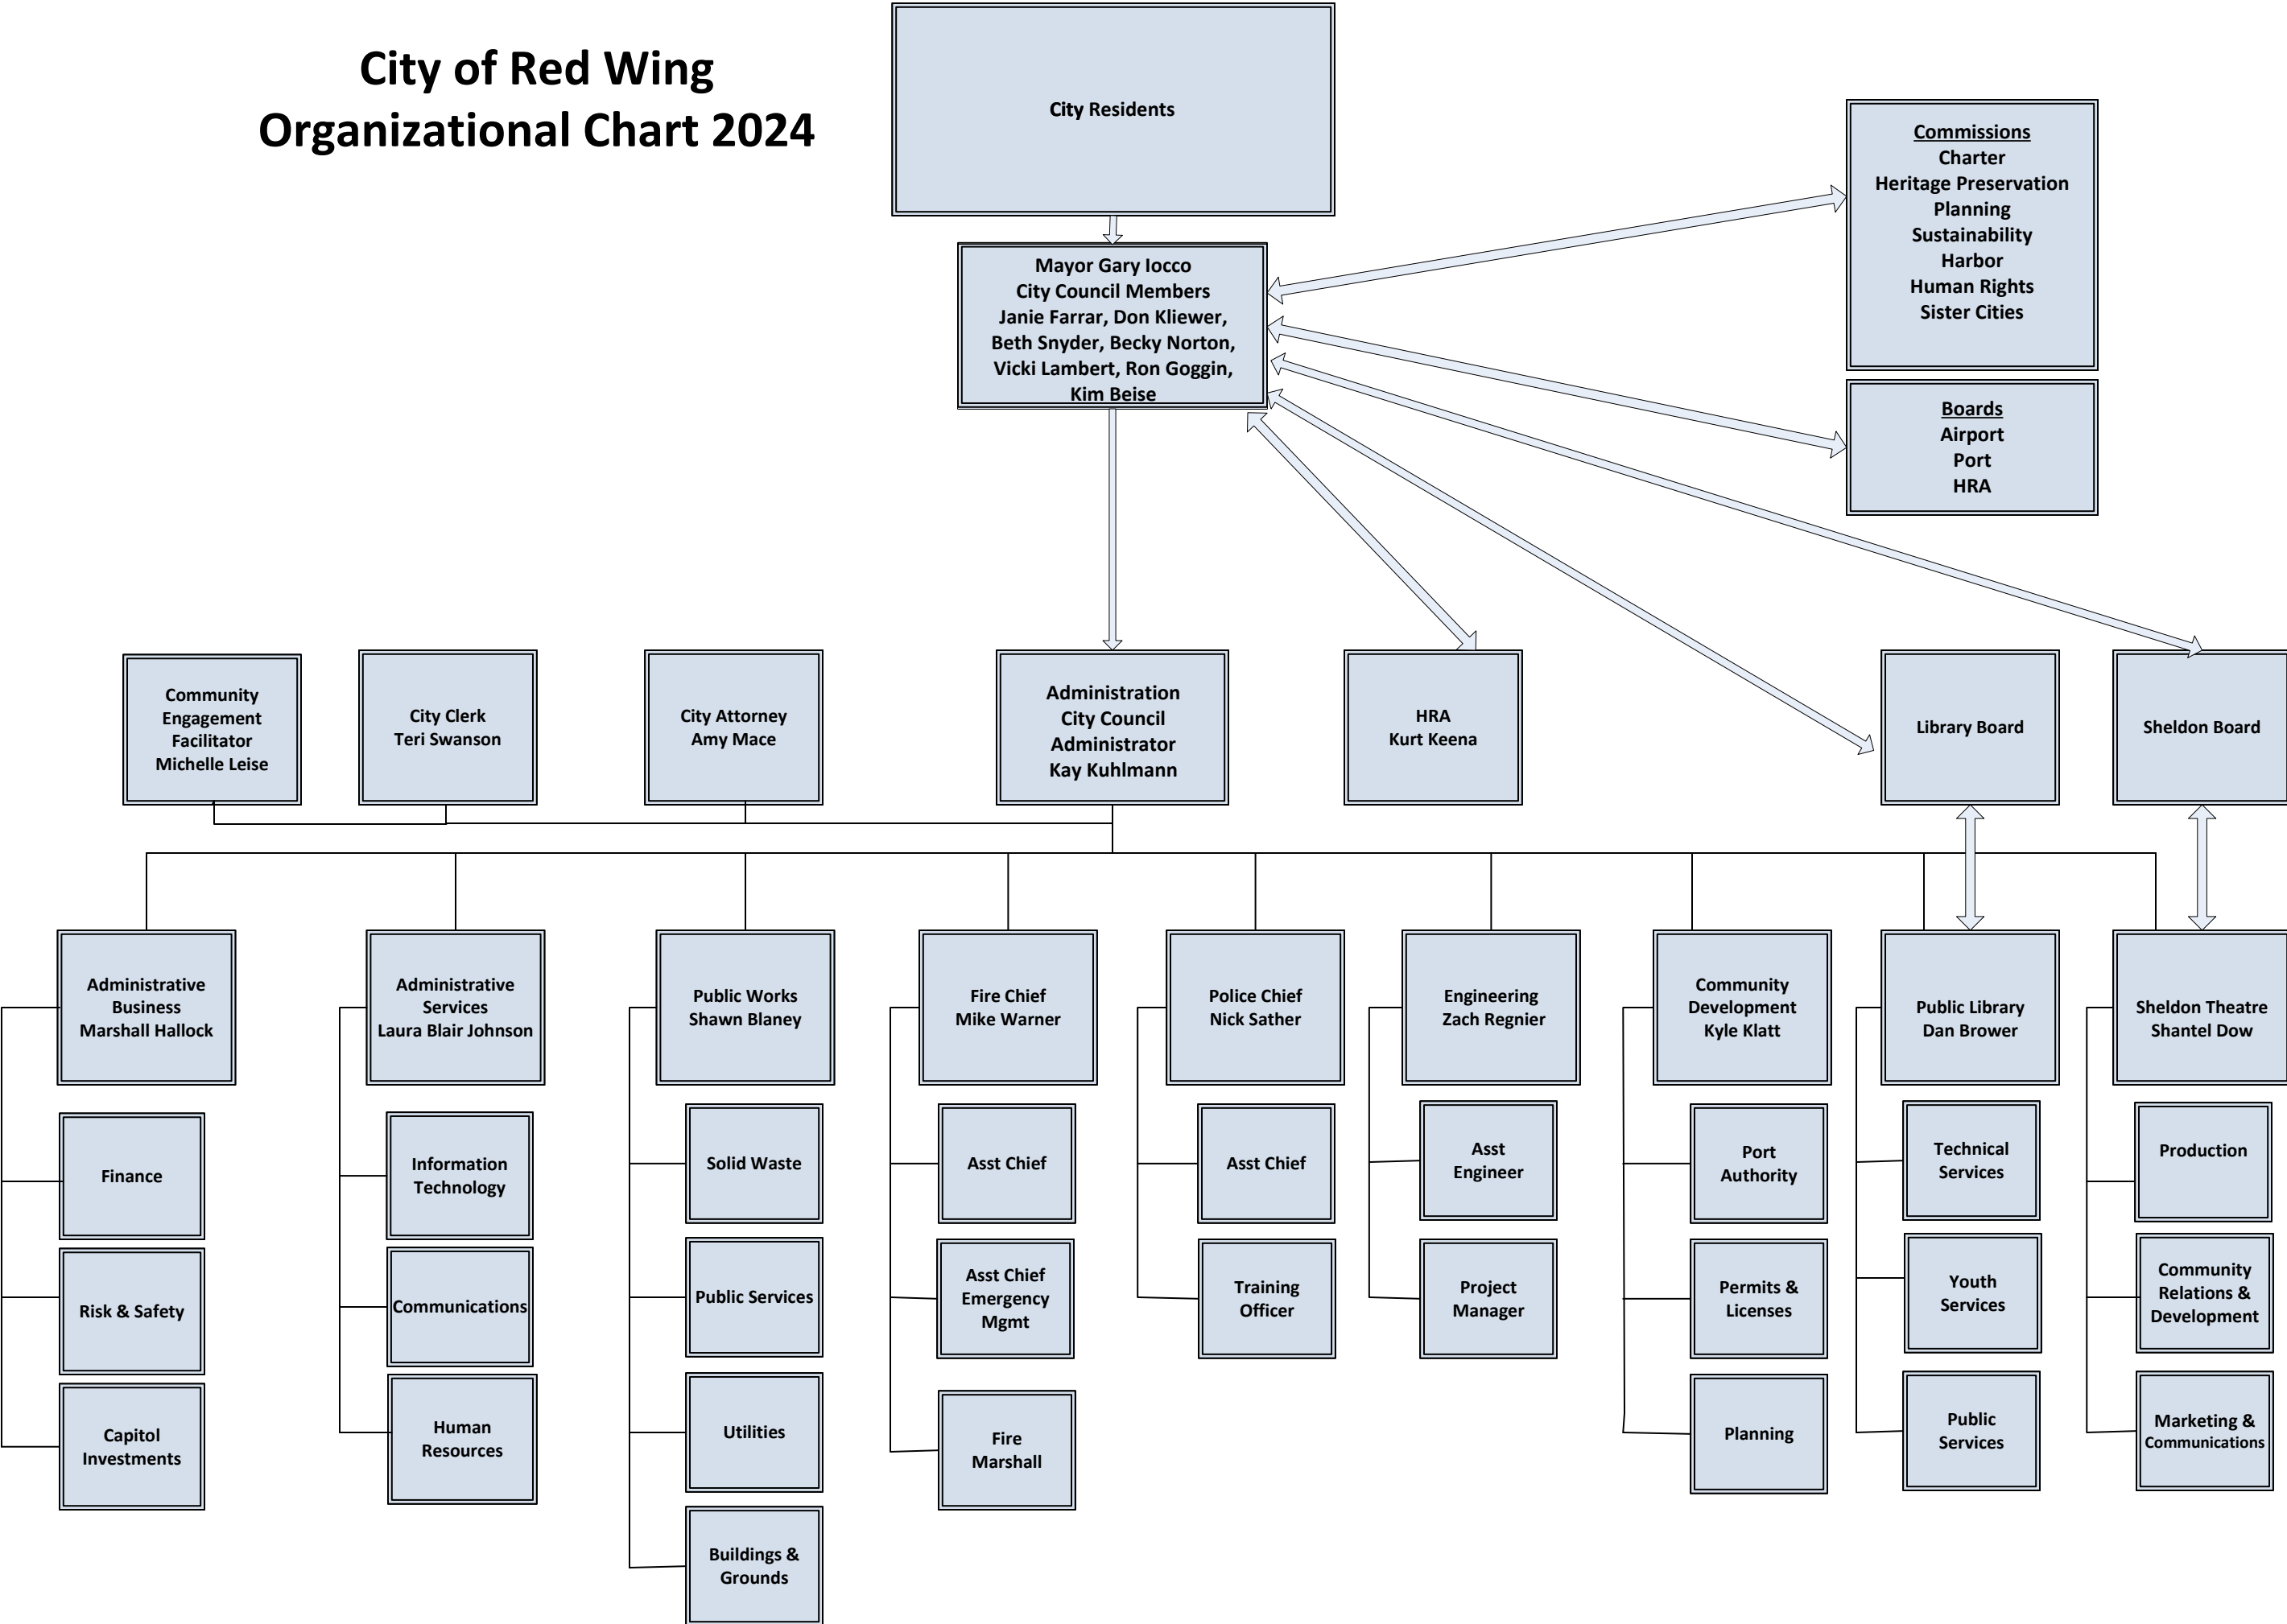 City of Red Wing
Organizational Chart 2024
City Residents
Commissions
Charter
Heritage Preservation
Planning
Sustainability
Harbor
Human Rights
Sister Cities
Mayor Gary Iocco
City Council Members
Janie Farrar, Don Kliewer,
Beth Snyder, Becky Norton,
Vicki Lambert, Ron Goggin,
Kim Beise
Boards
Airport
Port
HRA
Community
Engagement
Facilitator
Michelle Leise
City Clerk
Teri Swanson
City Attorney
Amy Mace
Administration
City Council
Administrator
Kay Kuhlmann
HRA
Kurt Keena
Library Board
Sheldon Board
Administrative
Business
Marshall Hallock
Administrative
Services
Laura Blair Johnson
Public Works
Shawn Blaney
Fire Chief
Mike Warner
Police Chief
Nick Sather
Engineering
Zach Regnier
Community
Development
Kyle Klatt
Public Library
Dan Brower
Sheldon Theatre
Shantel Dow
Finance
Information
Technology
Solid Waste
Asst Chief
Asst Chief
Asst
Engineer
Port
Authority
Technical
Services
Production
Risk & Safety
Communications
Public Services
Asst Chief
Emergency
Mgmt
Training
Officer
Project
Manager
Permits &
Licenses
Youth
Services
Community
Relations &
Development
Capitol
Investments
Human
Resources
Utilities
Fire
Marshall
Planning
Public
Services
Marketing &
Communications
Buildings &
Grounds